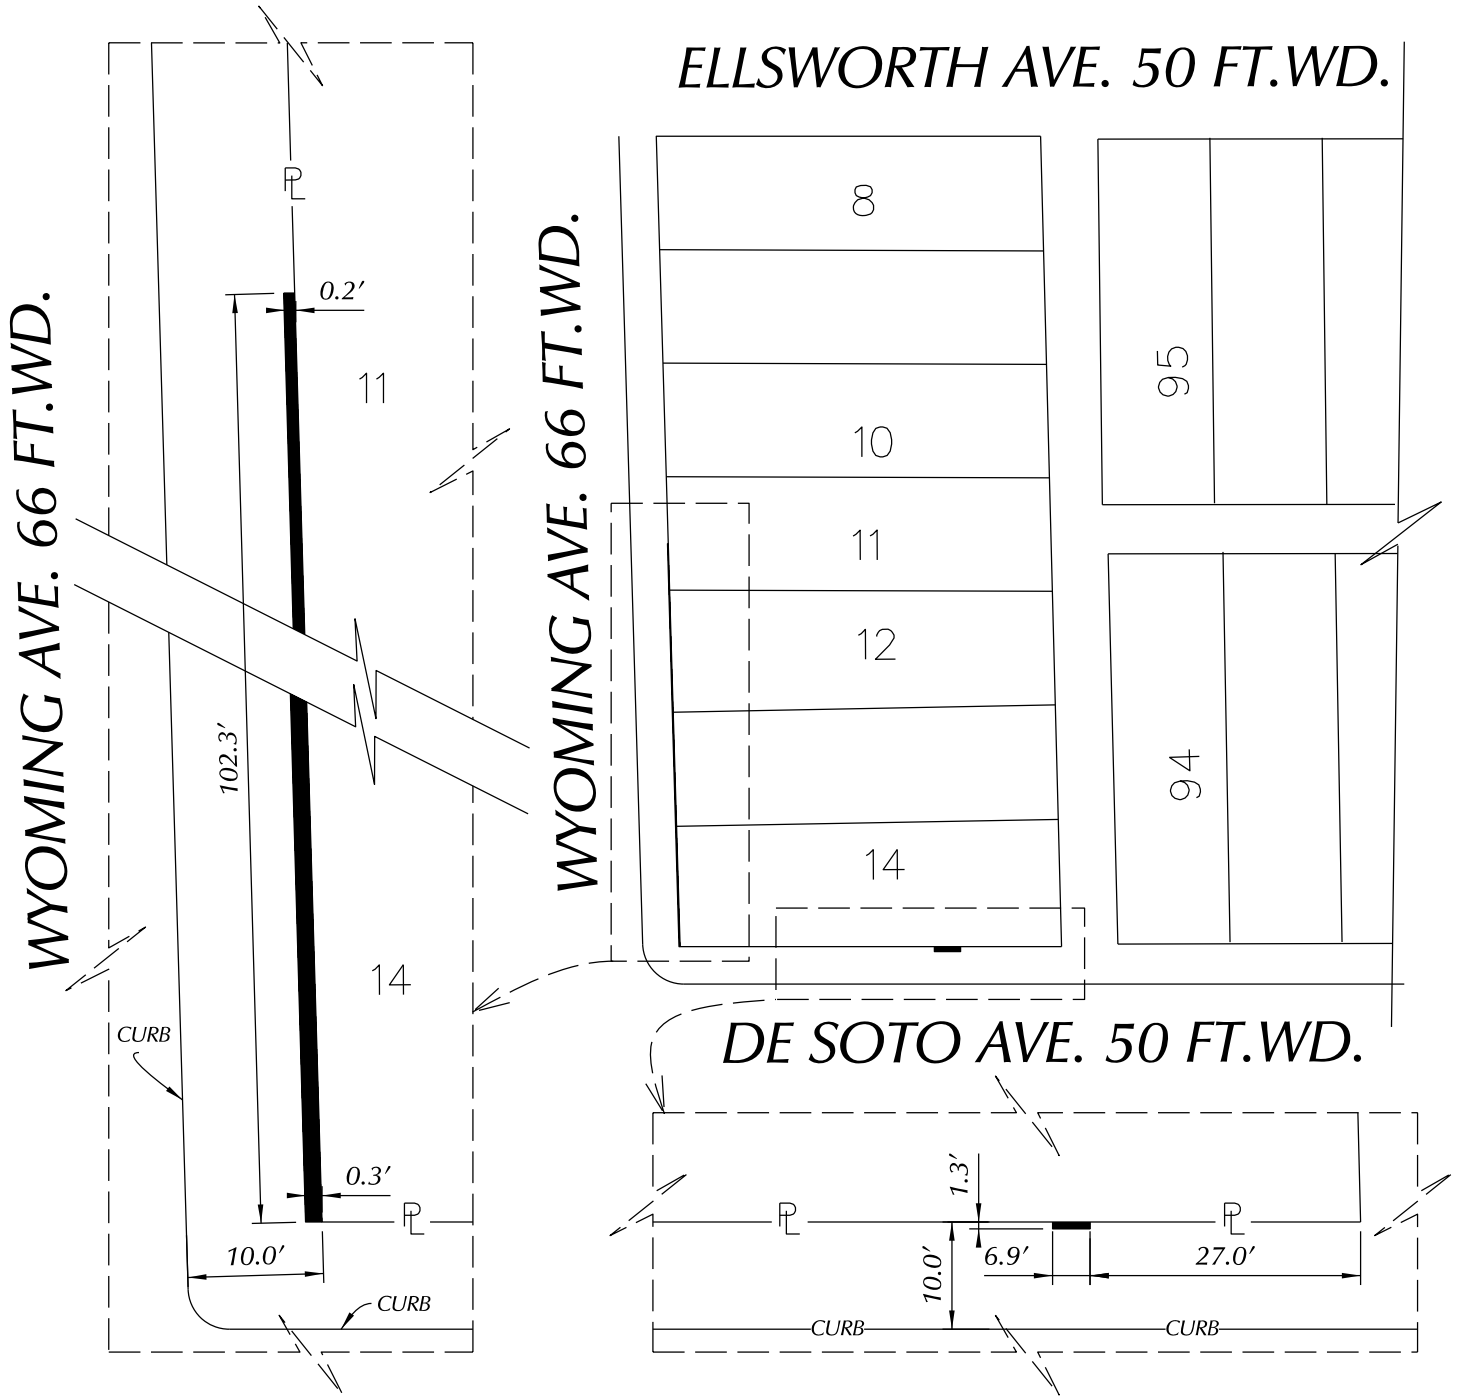 ELLSWORTH AVE. 50 FT.WD.
WYOMING AVE. 66 FT.WD.
PL
0.2'
11
102.3'
14
CURB
0.3'
PL
10.0'
CURB
WYOMING AVE. 66 FT.WD.
8
10
11
12
14
95
94
DE SOTO AVE. 50 FT.WD.
1.3'
PL
PL
6.9'
27.0'
10.0'
CURB
CURB